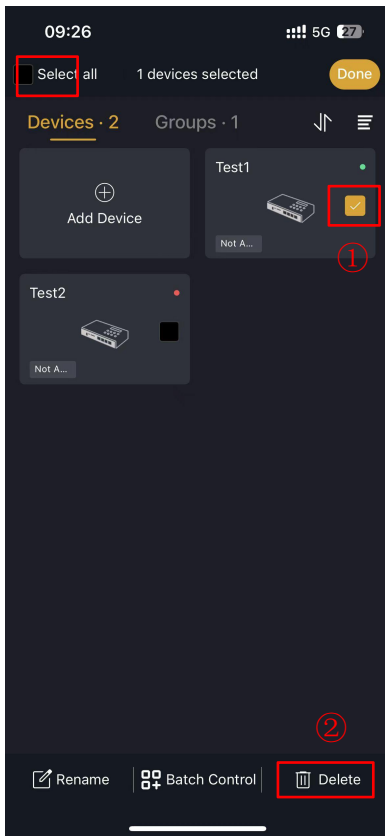 09:26 5G 27
Select all 1 devices selected Done
Devices · 2 Groups · 1
Test1
Add Device
Not A...
①
Test2
Not A...
②
Rename Batch Control Delete